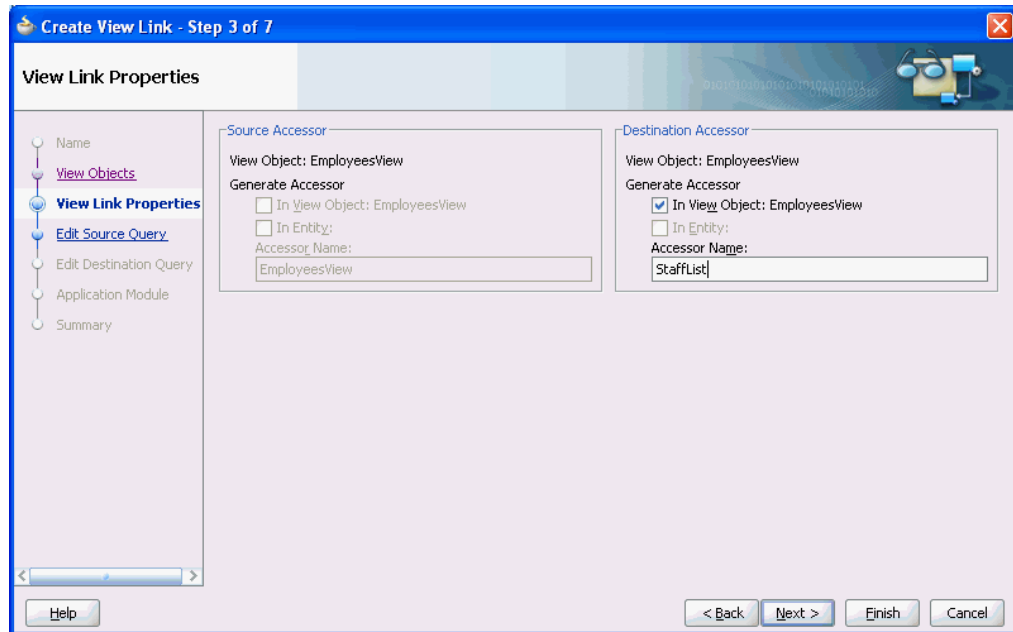 Create View Link - Step 3 of 7
View Link Properties
Name
View Objects
View Link Properties
Edit Source Query
Edit Destination Query
Application Module
Summary
Source Accessor
View Object: EmployeesView
Generate Accessor
In View Object: EmployeesView
In Entity:
Accessor Name:
EmployeesView
Destination Accessor
View Object: EmployeesView
Generate Accessor
In View Object: EmployeesView
In Entity:
Accessor Name:
StaffList
Help
< Back
Next >
Finish
Cancel